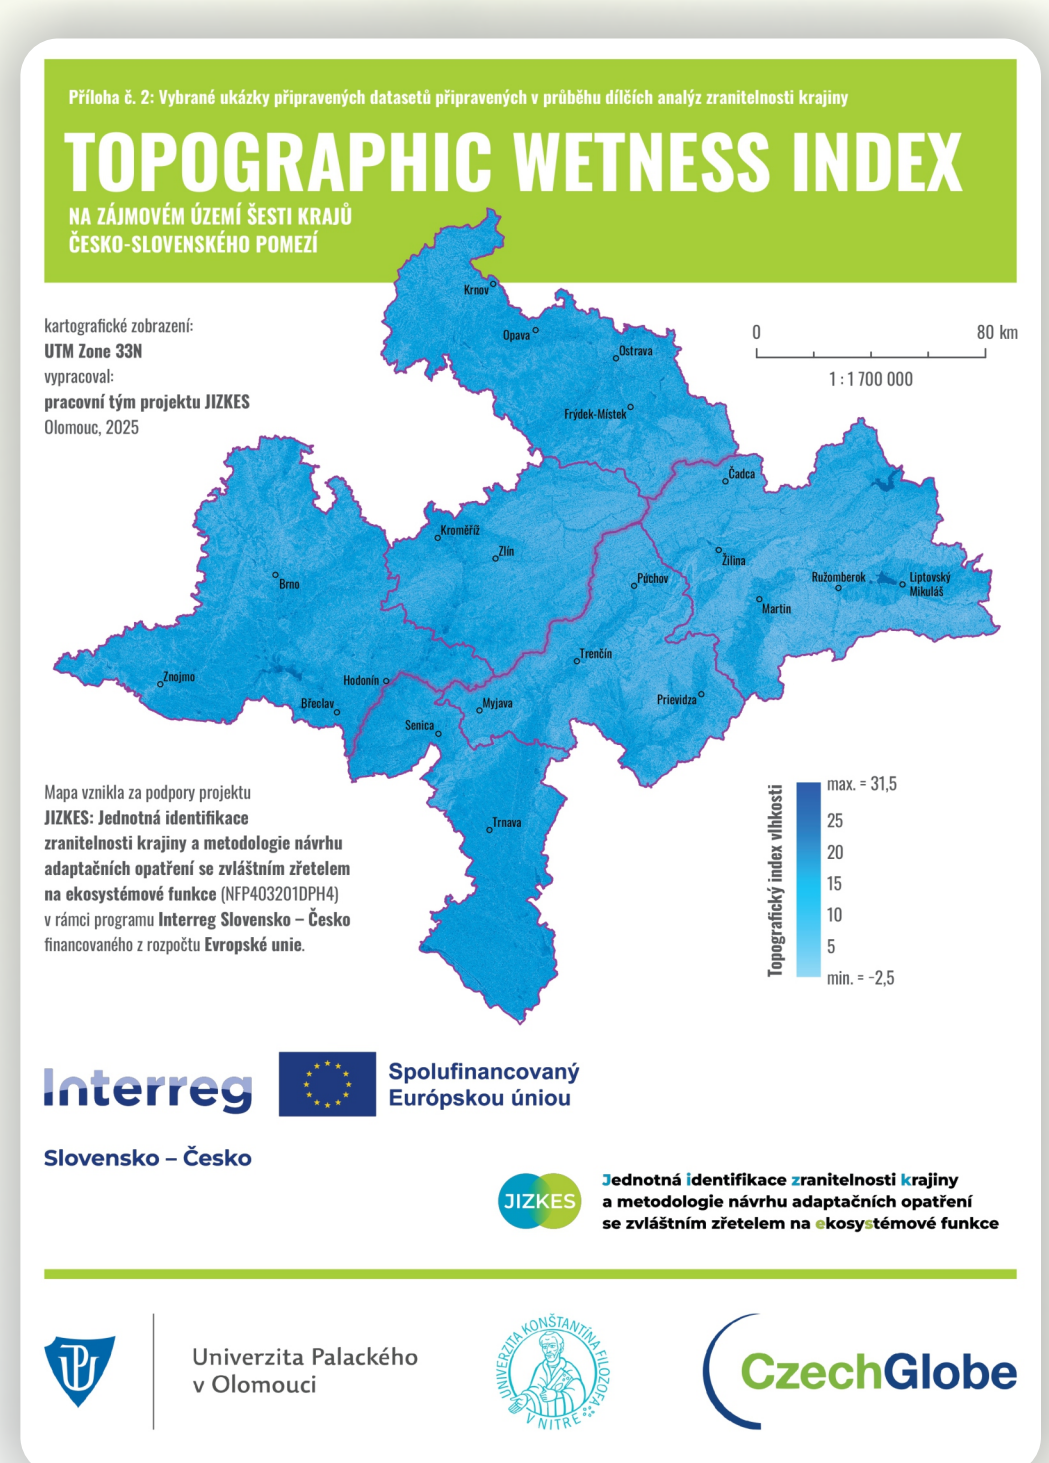 Příloha č. 2: Vybrané ukázky připravených datasetů připravených v průběhu dílčích analýz zranitelnosti krajiny
TOPOGRAPHIC WETNESS INDEX
NA ZÁJMOVÉM ÚZEMÍ ŠESTI KRAJŮ
ČESKO-SLOVENSKÉHO POMEZÍ
kartografické zobrazení:
UTM Zone 33N
vypracoval:
pracovní tým projektu JIZKES
Olomouc, 2025
0 80 km
1 : 1 700 000
Krnov
Opava
Ostrava
Frýdek-Místek
Čadca
Kroměříž
Zlín
Žilina
Brno
Púchov
Ružomberok
Liptovský
Mikuláš
Martin
Trenčín
Znojmo
Hodonín
Prievidza
Břeclav
Myjava
Senica
Trnava
Mapa vznikla za podpory projektu
JIZKES: Jednotná identifikace
zranitelnosti krajiny a metodologie návrhu
adaptačních opatření se zvláštním zřetelem
na ekosystémové funkce (NFP403201DPH4)
v rámci programu Interreg Slovensko – Česko
financovaného z rozpočtu Evropské unie.
Topografický index vlhkosti
max. = 31,5
25
20
15
10
5
min. = -2,5
Interreg
Spolufinancovaný
Európskou úniou
Slovensko – Česko
JIZKES
Jednotná identifikace zranitelnosti krajiny
a metodologie návrhu adaptačních opatření
se zvláštním zřetelem na ekosystémové funkce
UP
Univerzita Palackého
v Olomouci
UNIVERZITA KONŠTANTÍNA FILOZOFA
V NITRE
CzechGlobe